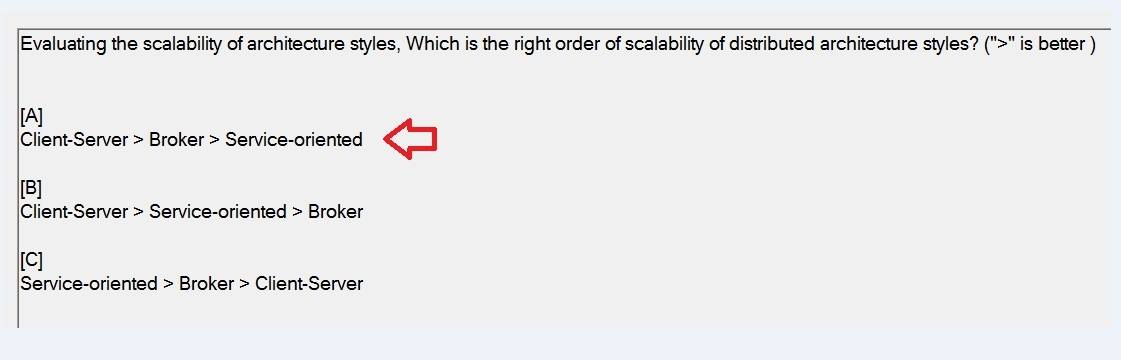 Evaluating the scalability of architecture styles, Which is the right order of scalability of distributed architecture styles? (">" is better )
[A]
Client-Server > Broker > Service-oriented
[B]
Client-Server > Service-oriented > Broker
[C]
Service-oriented > Broker > Client-Server